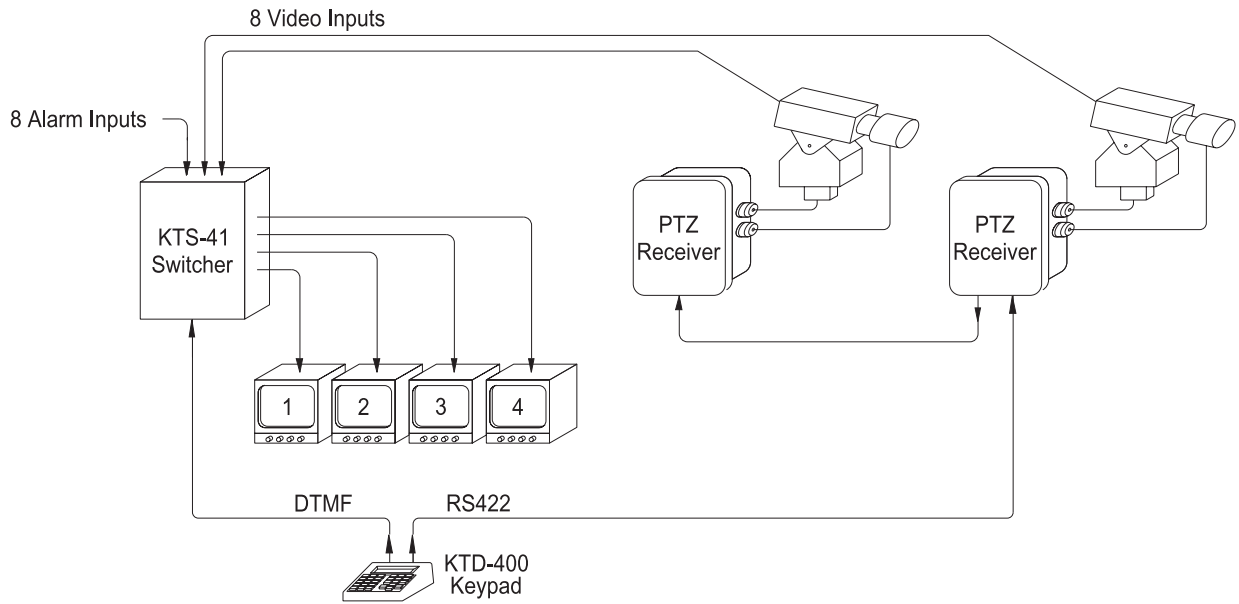 8 Video Inputs
8 Alarm Inputs
KTS-41
Switcher
PTZ
Receiver
PTZ
Receiver
1
2
3
4
DTMF
RS422
KTD-400
Keypad